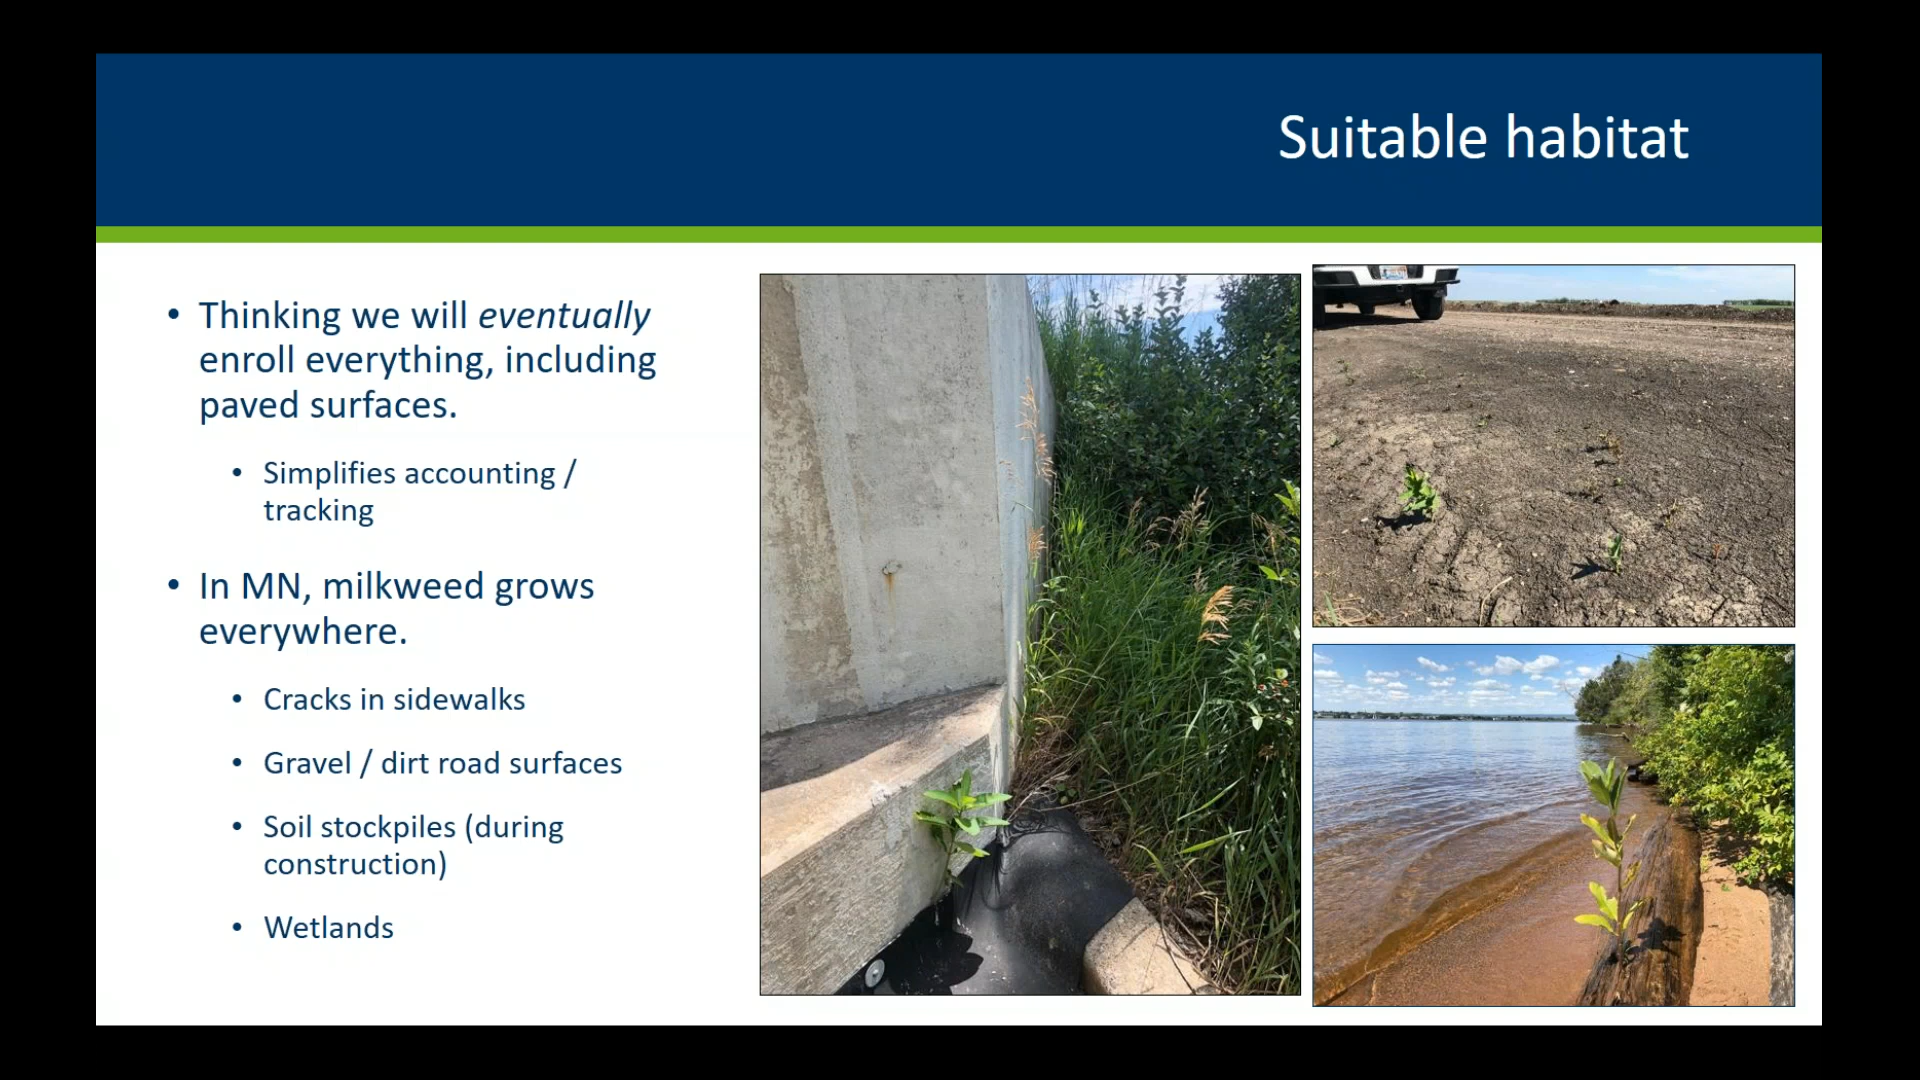 Suitable habitat
• Thinking we will eventually
enroll everything, including
paved surfaces.
• Simplifies accounting /
tracking
• In MN, milkweed grows
everywhere.
• Cracks in sidewalks
• Gravel / dirt road surfaces
• Soil stockpiles (during
construction)
• Wetlands